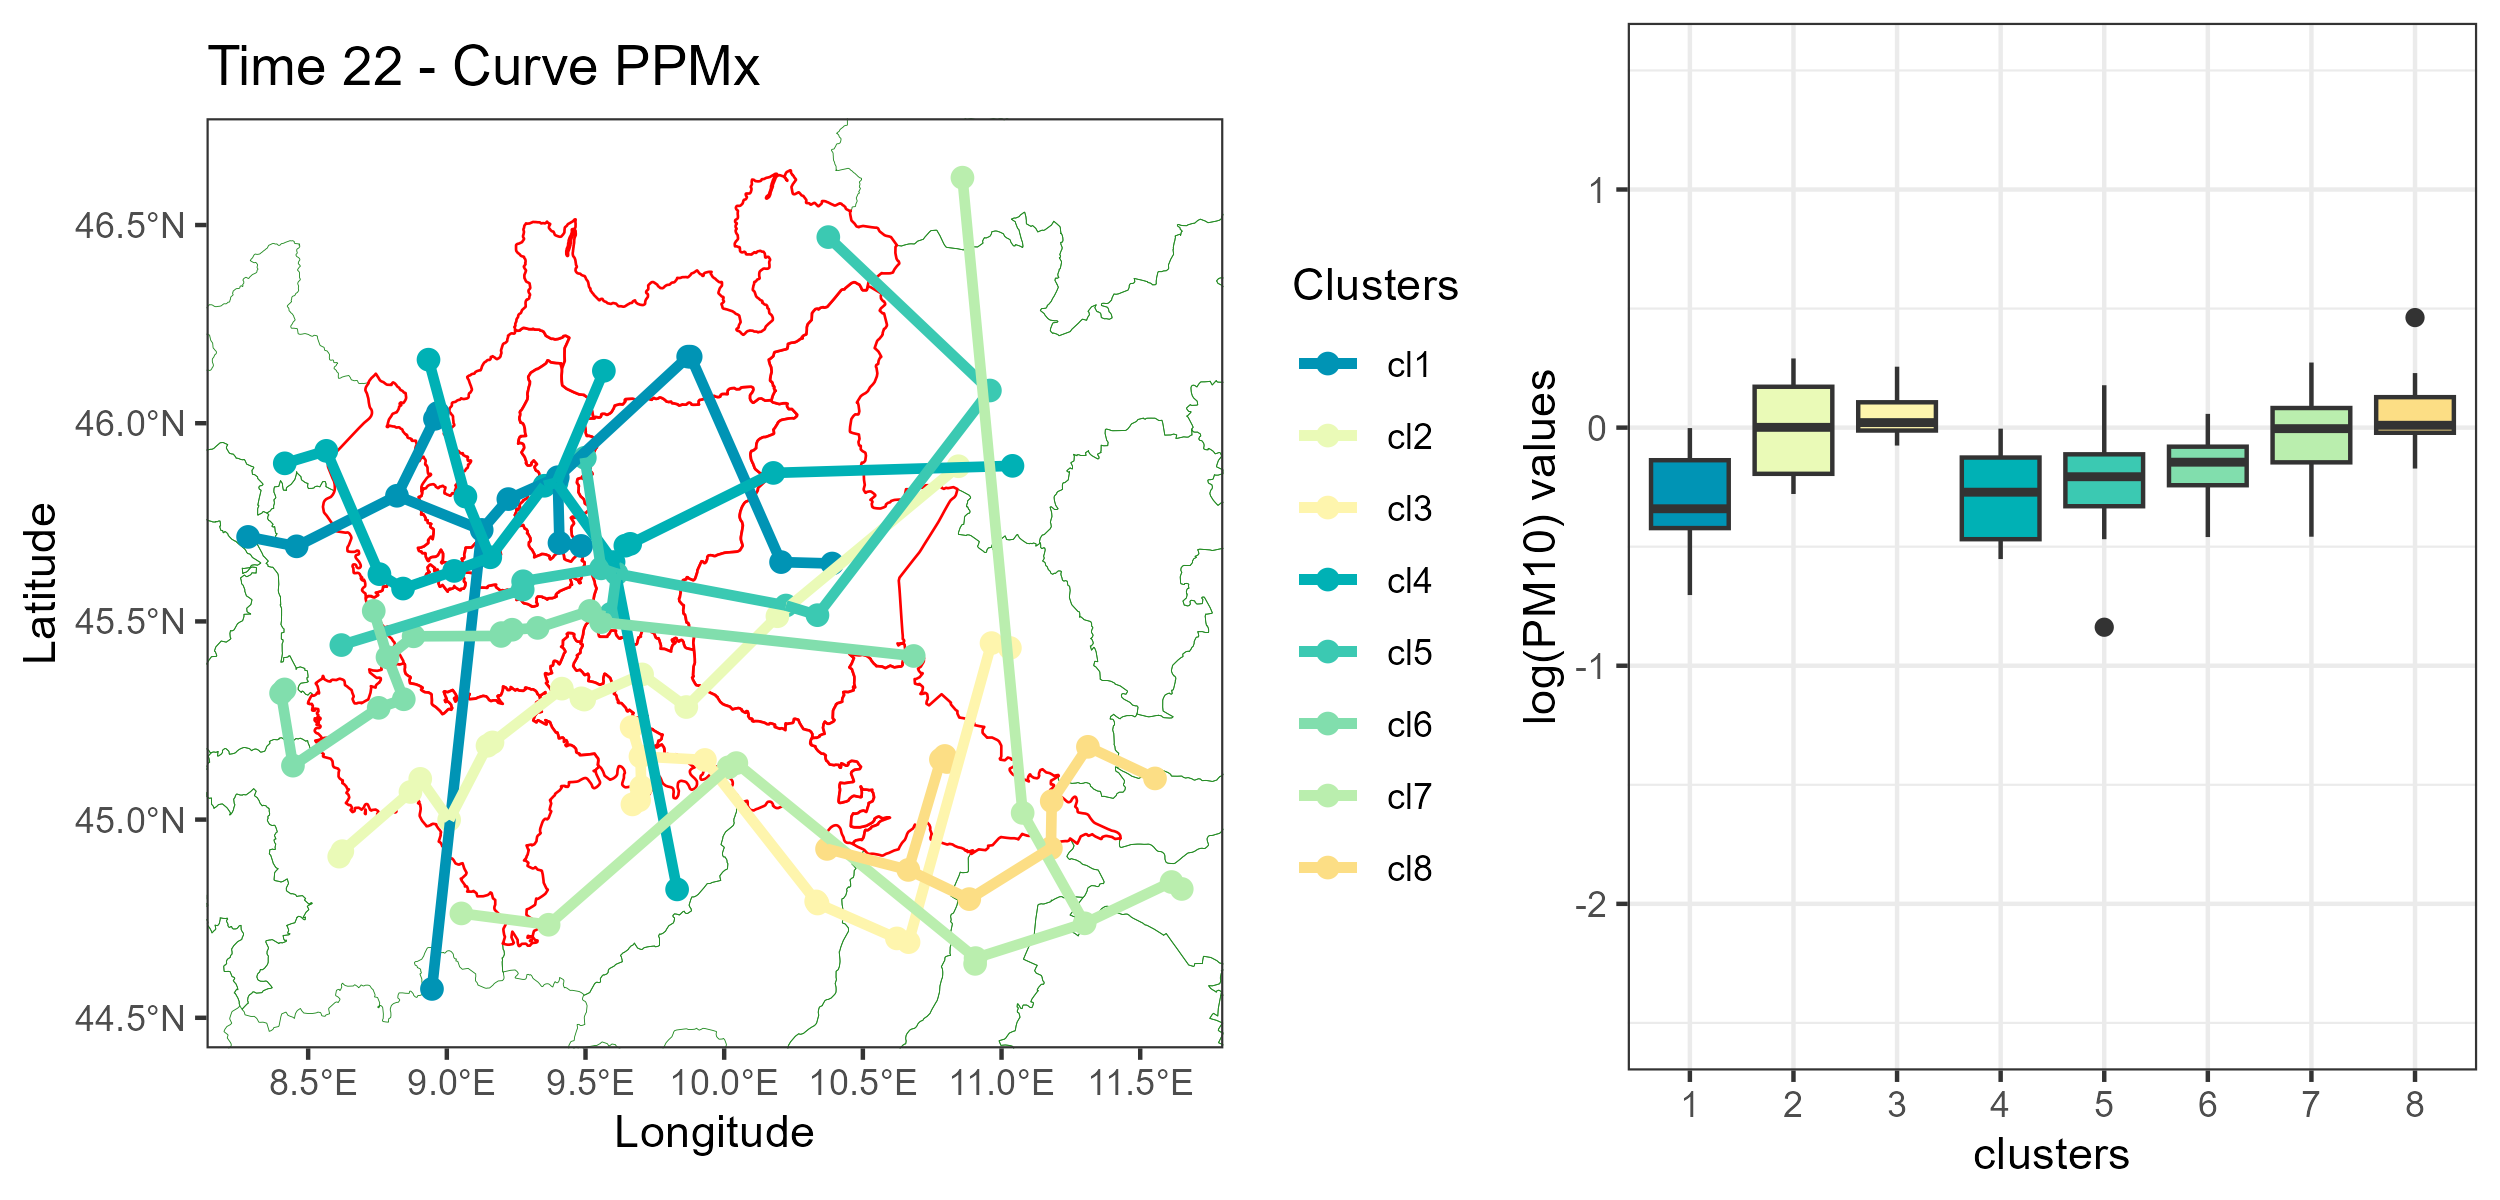 Time 22 - Curve PPMx
Latitude
46.5°N
46.0°N
45.5°N
45.0°N
44.5°N
8.5°E
9.0°E
9.5°E
10.0°E
10.5°E
11.0°E
11.5°E
Longitude
Clusters
cl1
cl2
cl3
cl4
cl5
cl6
cl7
cl8
log(PM10) values
1
0
-1
-2
1
2
3
4
5
6
7
8
clusters